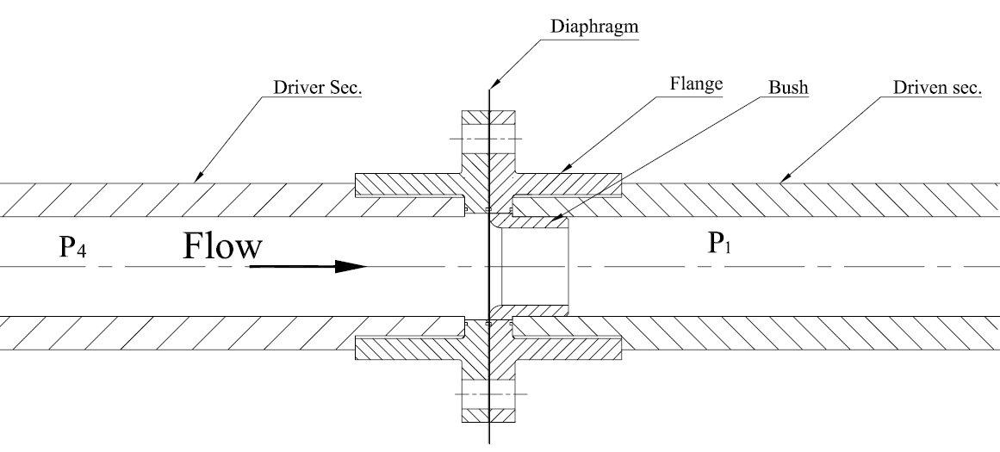 Diaphragm
Driver Sec.
Flange
Bush
Driven sec.
P4
Flow
P1